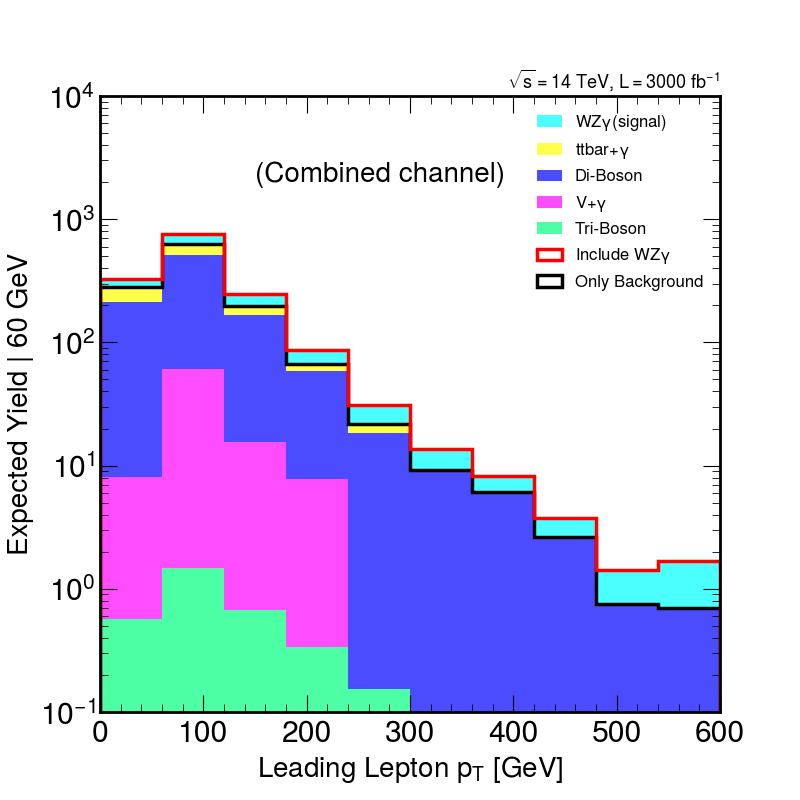 √s = 14 TeV, L = 3000 fb⁻¹
10⁴
10³
10²
10¹
10⁰
10⁻¹
Expected Yield | 60 GeV
(Combined channel)
WZγ(signal)
ttbar+γ
Di-Boson
V+γ
Tri-Boson
Include WZγ
Only Background
0 100 200 300 400 500 600
Leading Lepton p_T [GeV]